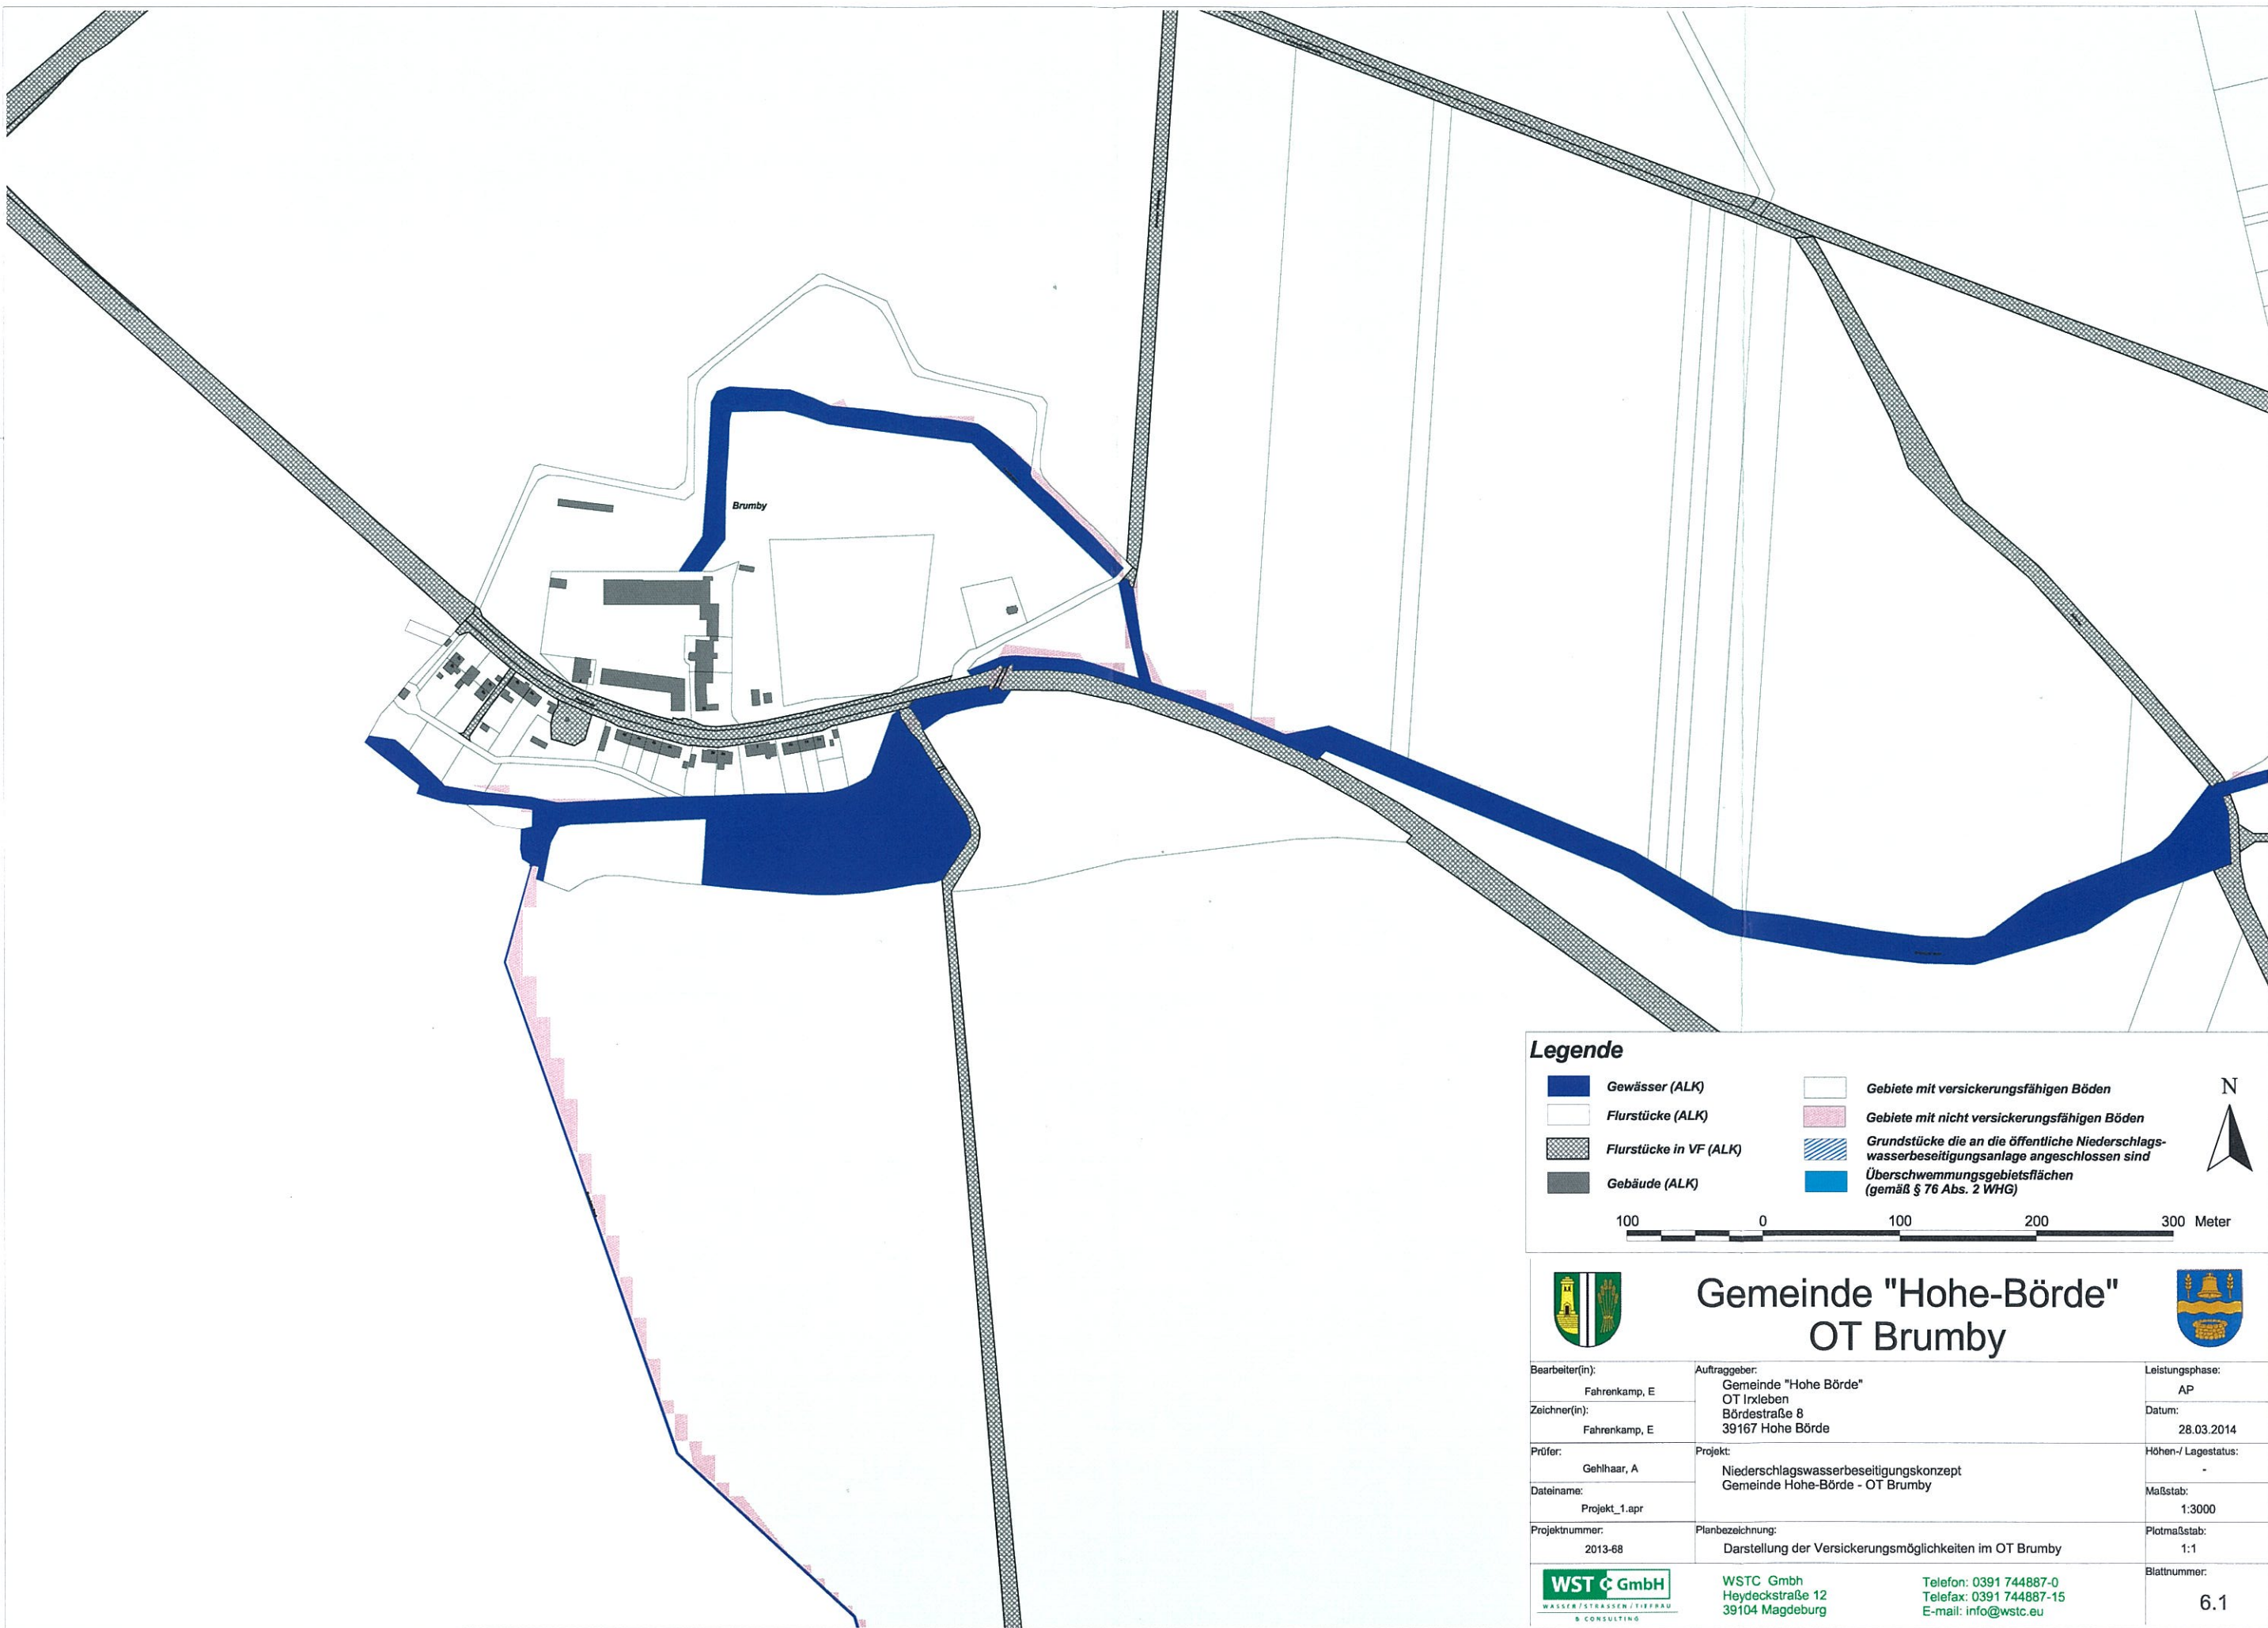 Brumby
Legende
Gewässer (ALK)
Flurstücke (ALK)
Flurstücke in VF (ALK)
Gebäude (ALK)
Gebiete mit versickerungsfähigen Böden
Gebiete mit nicht versickerungsfähigen Böden
Grundstücke die an die öffentliche Niederschlags-
wasserbeseitigungsanlage angeschlossen sind
Überschwemmungsgebietsflächen
(gemäß § 76 Abs. 2 WHG)
N
100 0 100 200 300 Meter
Gemeinde "Hohe-Börde"
OT Brumby
Bearbeiter(in):
Fahrenkamp, E
Zeichner(in):
Fahrenkamp, E
Auftraggeber:
Gemeinde "Hohe Börde"
OT Irxleben
Bördestraße 8
39167 Hohe Börde
Leistungsphase:
AP
Datum:
28.03.2014
Prüfer:
Gehlhaar, A
Dateiname:
Projekt_1.apr
Projekt:
Niederschlagswasserbeseitigungskonzept
Gemeinde Hohe-Börde - OT Brumby
Höhen-/ Lagestatus:
-
Maßstab:
1:3000
Projektnummer:
2013-68
Planbezeichnung:
Darstellung der Versickerungsmöglichkeiten im OT Brumby
Plotmaßstab:
1:1
WST C GmbH
WASSER / STRASSEN / TIEFBAU
& CONSULTING
WSTC Gmbh
Heydeckstraße 12
39104 Magdeburg
Telefon: 0391 744887-0
Telefax: 0391 744887-15
E-mail: info@wstc.eu
Blattnummer:
6.1